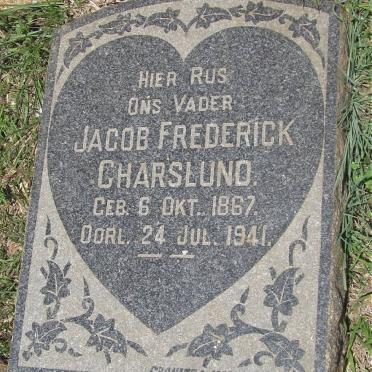 HIER RUS
ONS VADER
JACOB FREDERICK
CHARSLUND.
GEB. 6 OKT. 1867.
OORL. 24 JUL. 1941.